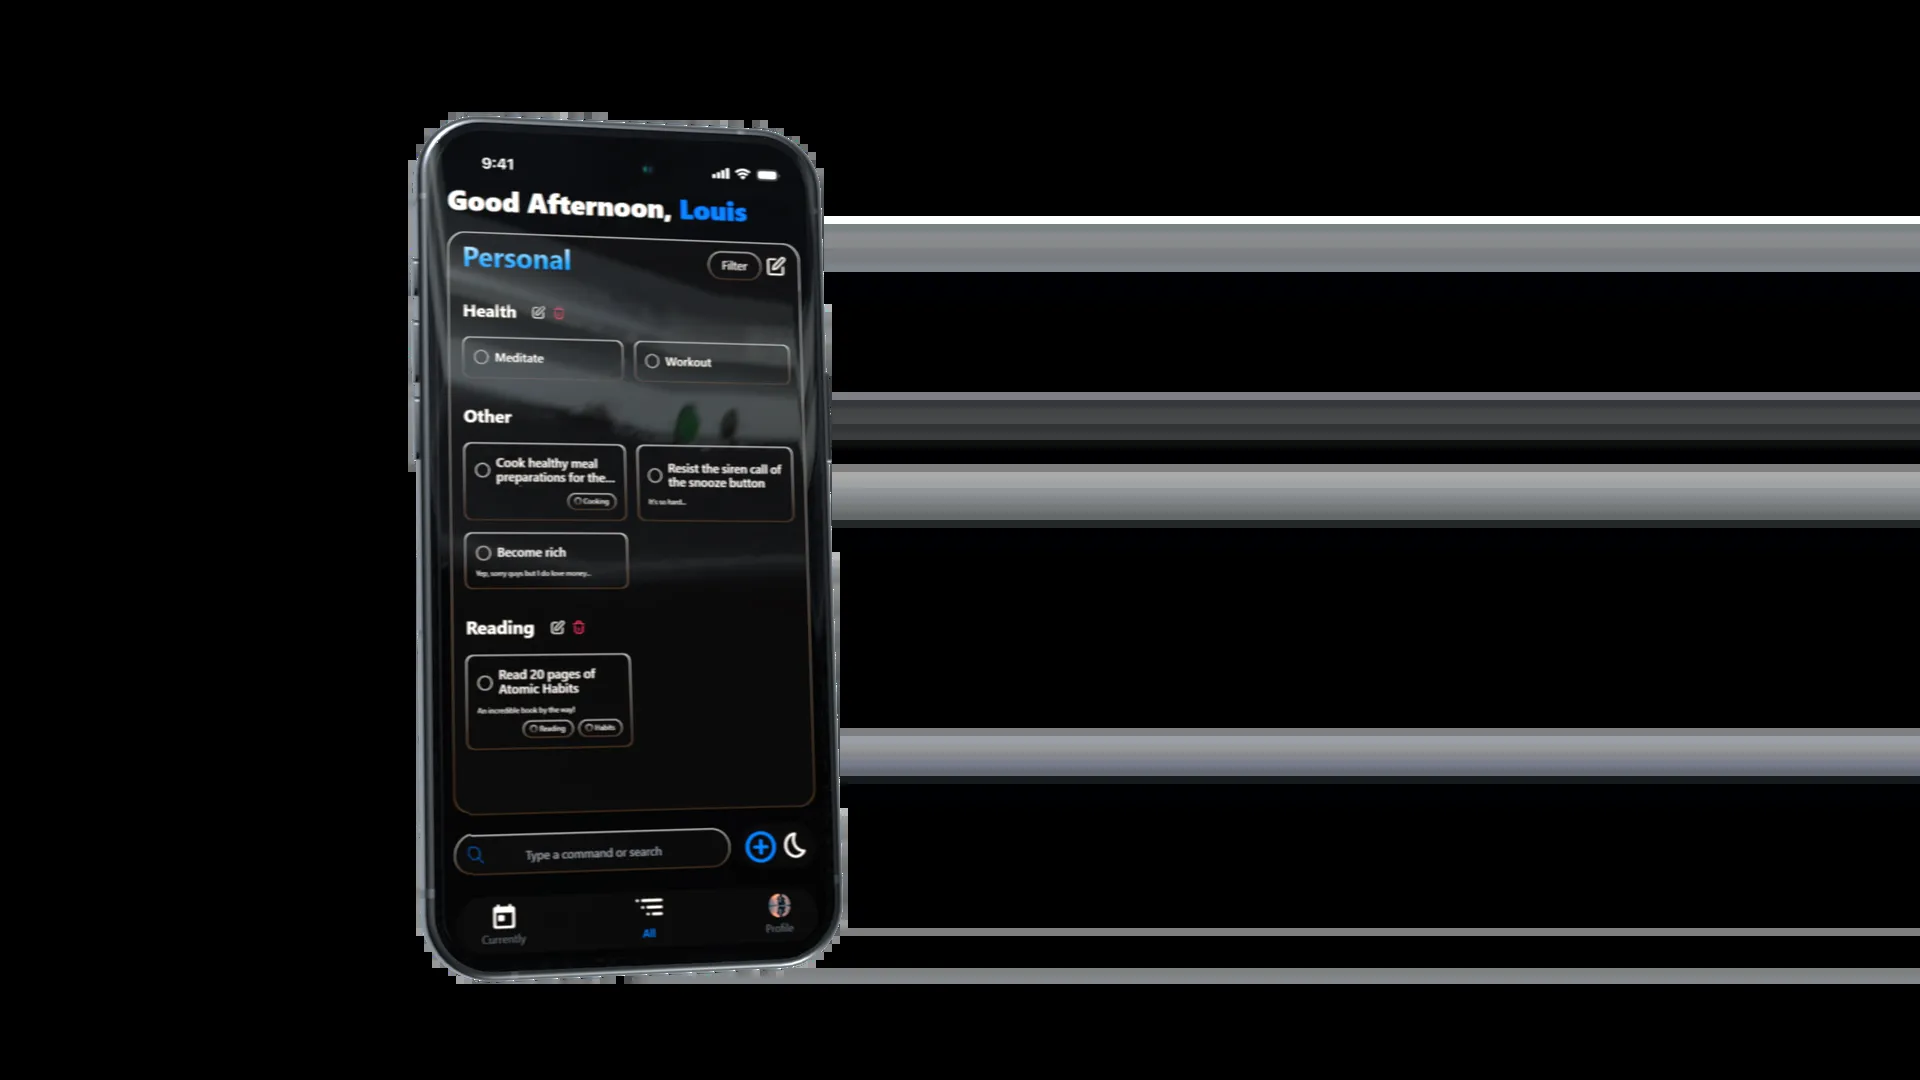 9:41
Good Afternoon, Louis
Personal
Filter
Health
Meditate
Workout
Other
Cook healthy meal
preparations for the...
Cooking
Resist the siren call of
the snooze button
It's so hard...
Become rich
Yep, sorry guys but I do love money...
Reading
Read 20 pages of
Atomic Habits
An incredible book by the way!
Reading
Habits
Type a command or search
Currently
All
Profile